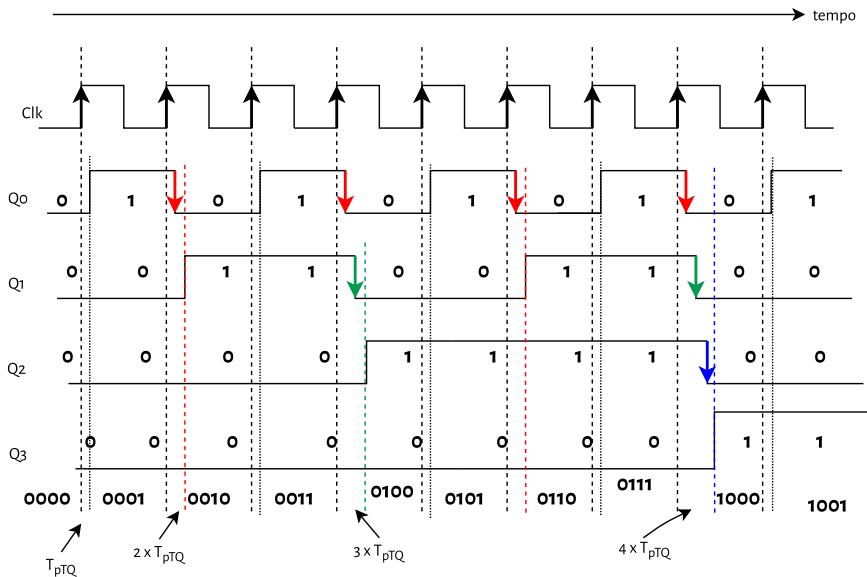 tempo
Clk
Q0 0 1 0 1 0 1 0 1 0 1
Q1 0 0 1 1 0 0 1 1 0 0
Q2 0 0 0 0 1 1 1 1 0 0
Q3 0 0 0 0 0 0 0 0 1 1
0000 0001 0010 0011 0100 0101 0110 0111 1000 1001
TpTQ 2 x TpTQ 3 x TpTQ 4 x TpTQ